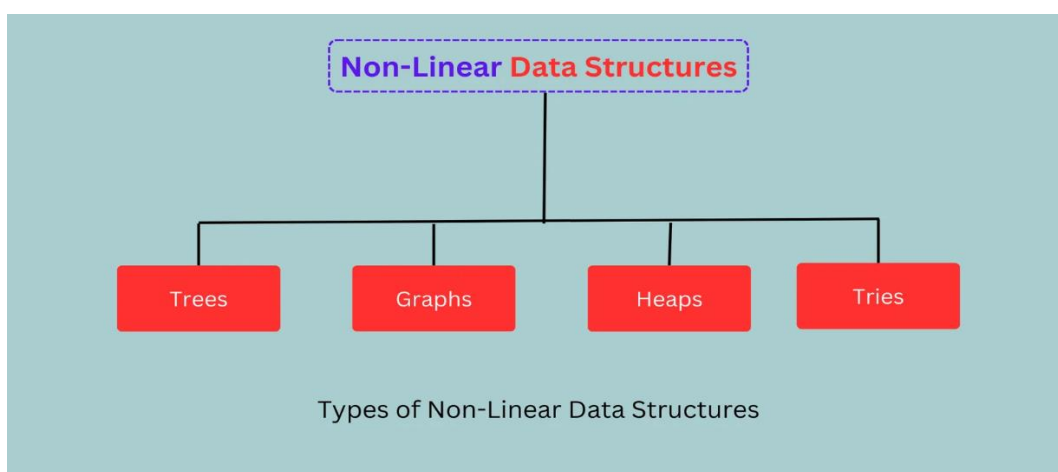 Non-Linear Data Structures
Trees
Graphs
Heaps
Tries
Types of Non-Linear Data Structures